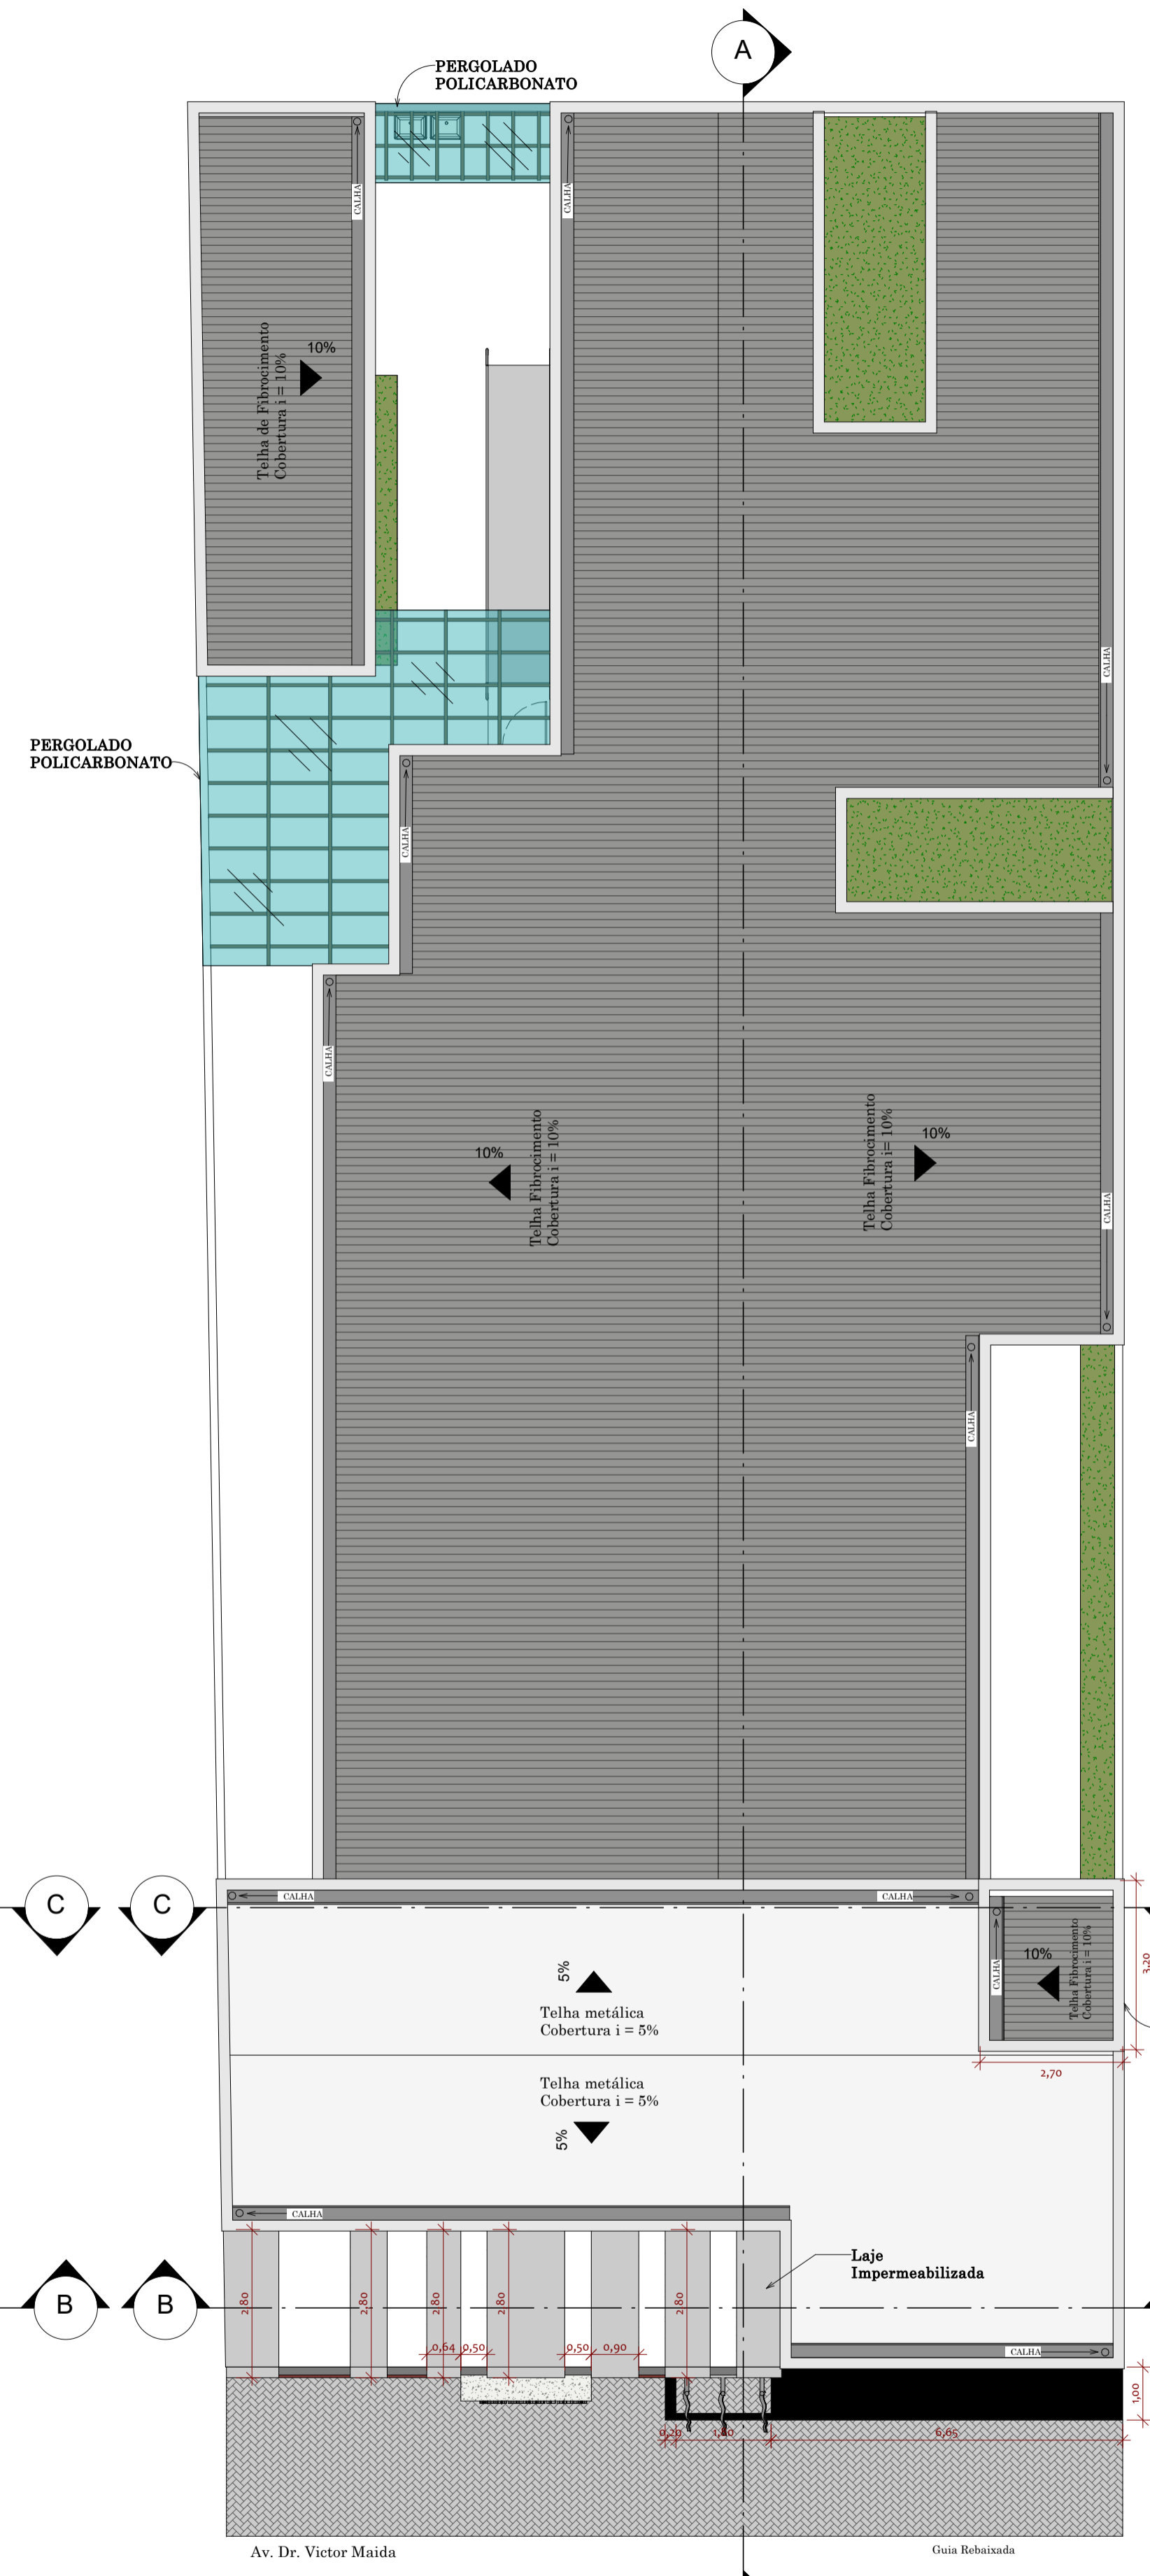 A
PERGOLADO
POLICARBONATO
CALHA
CALHA
10%
Telha de Fibrocimento
Cobertura i = 10%
CALHA
PERGOLADO
POLICARBONATO
CALHA
CALHA
10%
Telha Fibrocimento
Cobertura i = 10%
Telha Fibrocimento
Cobertura i= 10%
10%
CALHA
CALHA
C
C
CALHA
CALHA
10%
CALHA
Telha Fibrocimento
Cobertura i = 10%
3,20
5%
Telha metálica
Cobertura i = 5%
2,70
Telha metálica
Cobertura i = 5%
5%
CALHA
Laje
Impermeabilizada
B
B
2,80
2,80
2,80
2,80
2,80
0,64
0,50
0,50
0,90
CALHA
1,00
0,20
1,80
6,65
Av. Dr. Victor Maida
Guia Rebaixada